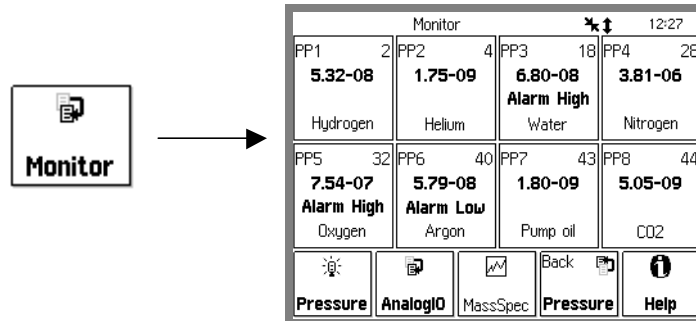 Monitor
Monitor 12:27
PP1 2 PP2 4 PP3 18 PP4 28
5.32-08 1.75-09 6.80-08 3.81-06
Alarm High
Hydrogen Helium Water Nitrogen
PP5 32 PP6 40 PP7 43 PP8 44
7.54-07 5.79-08 1.80-09 5.05-09
Alarm High Alarm Low
Oxygen Argon Pump oil CO2
Back
Pressure AnalogIO MassSpec Pressure Help